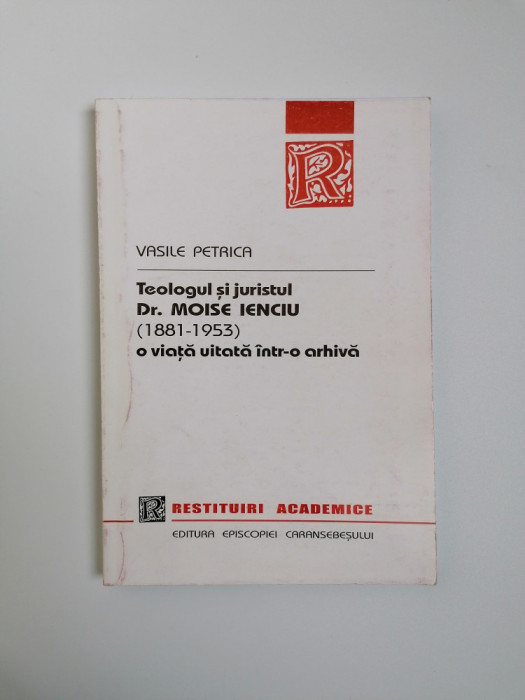 R
VASILE PETRICA
Teologul și juristul
Dr. MOISE IENCIU
(1881-1953)
o viață uitată într-o arhivă
R RESTITUIRI ACADEMICE
EDITURA EPISCOPIEI CARANSEBEȘULUI